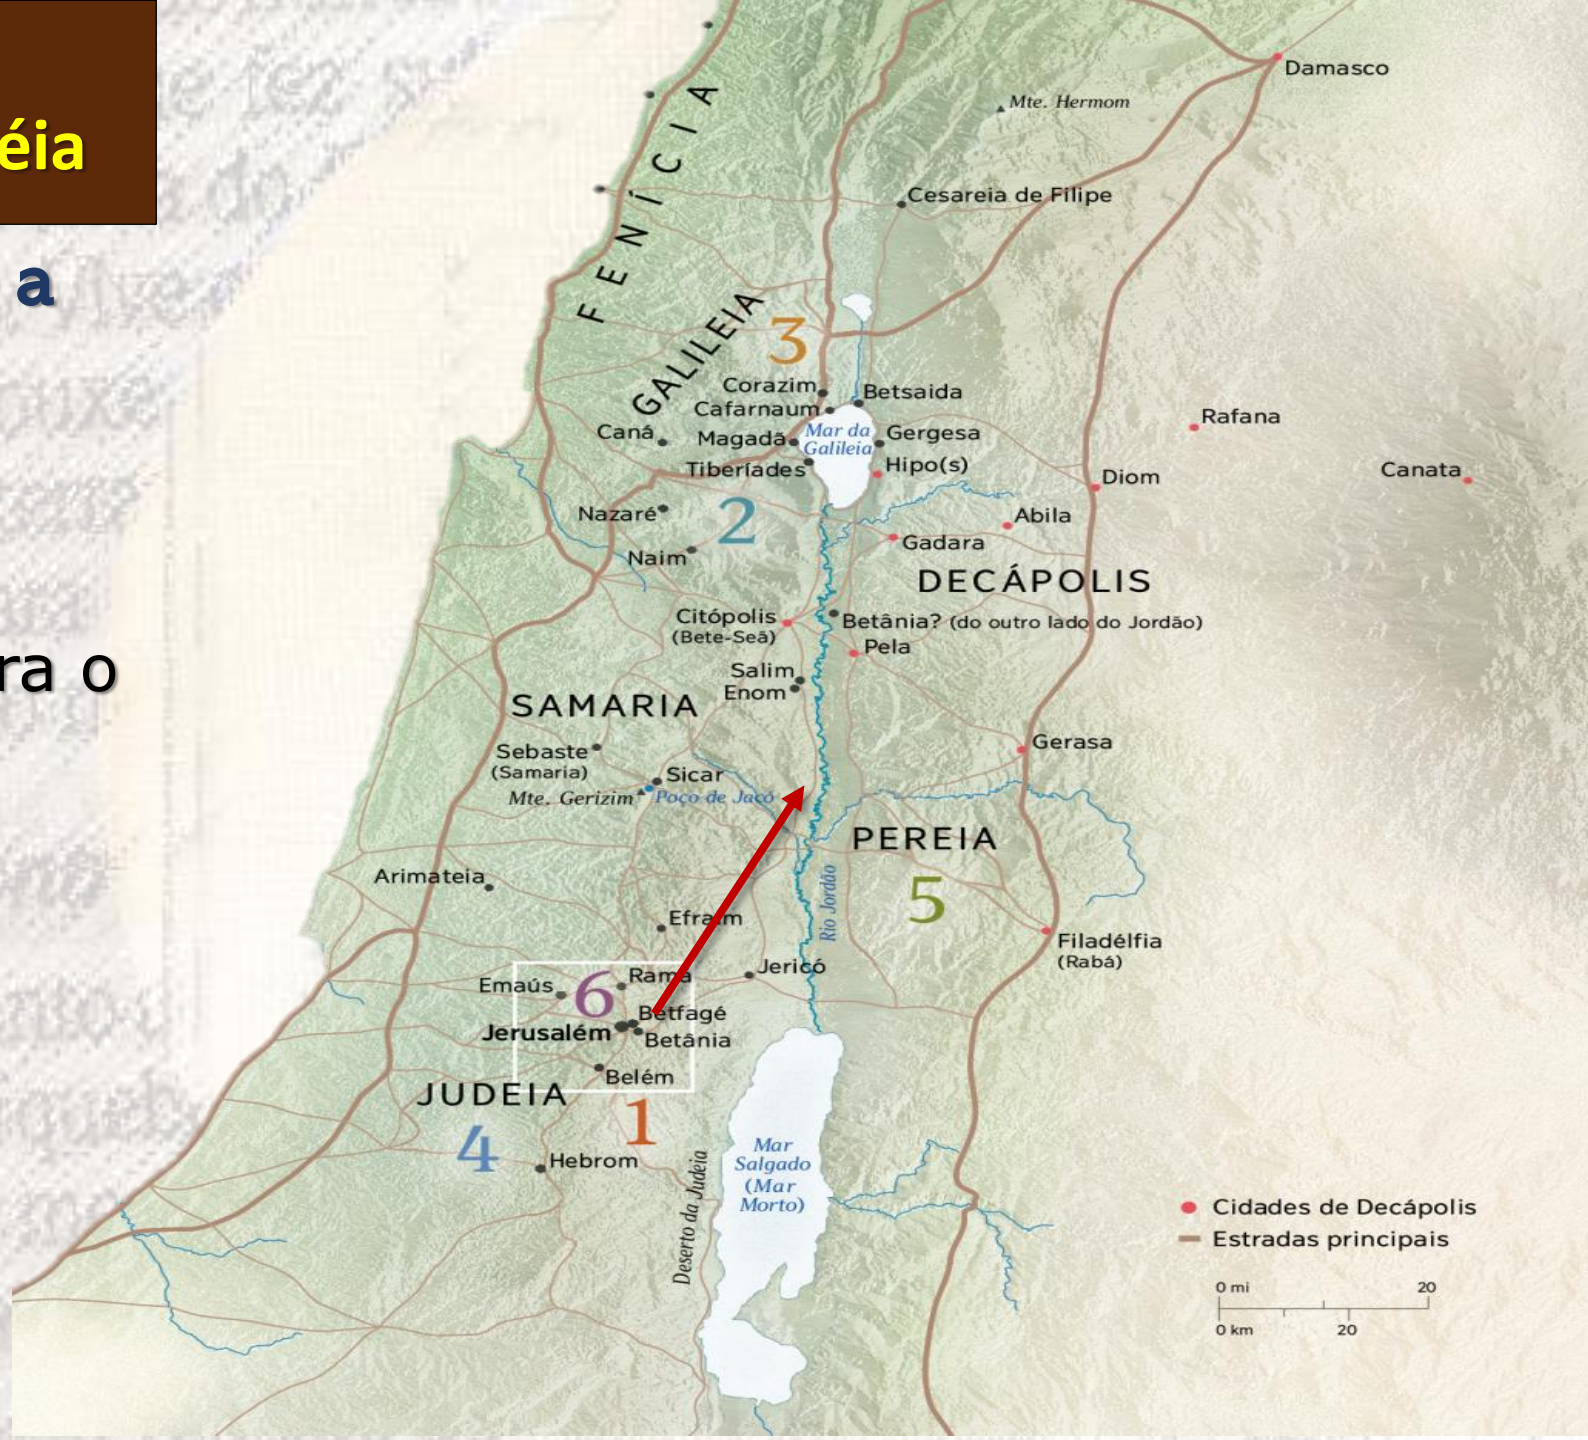 éia
a
ra o
Damasco
Mte. Hermom
FENÍCIA
Cesareia de Filipe
GALILEIA
3
Corazim
Betsaida
Cafarnaum
Rafana
Caná
Magadã
Mar da
Galileia
Gergesa
Tiberíades
Hipo(s)
Diom
Canata
Nazaré
2
Abila
Naim
Gadara
DECÁPOLIS
Citópolis
(Bete-Seã)
Betânia? (do outro lado do Jordão)
Pela
Salim
Enom
SAMARIA
Sebaste
(Samaria)
Gerasa
Sicar
Mte. Gerizim
Poço de Jacó
PEREIA
5
Arimateia
Rio Jordão
Efraim
Filadélfia
(Rabá)
Jericó
Emaús
6
Rama
Betfagé
Jerusalém
Betânia
Belém
JUDEIA
1
4
Hebrom
Deserto da Judeia
Mar
Salgado
(Mar
Morto)
Cidades de Decápolis
Estradas principais
0 mi 20
0 km 20